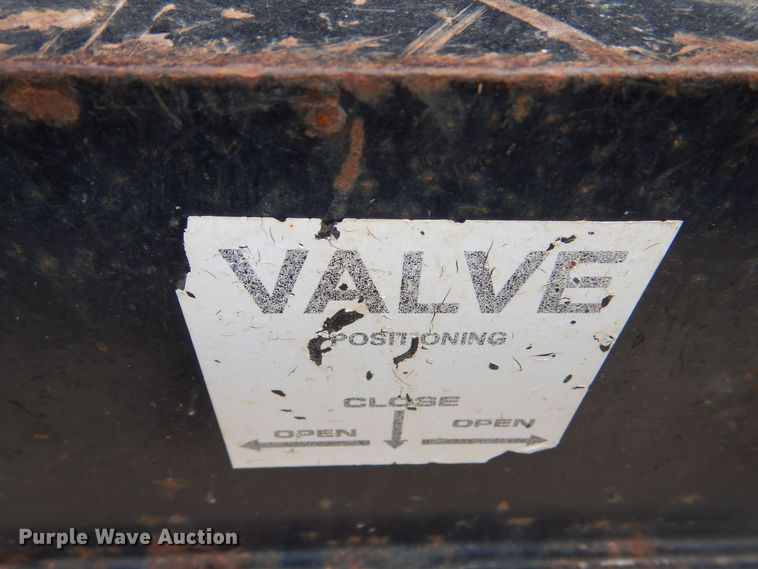 VALVE
POSITIONING
CLOSE
OPEN OPEN
Purple Wave Auction